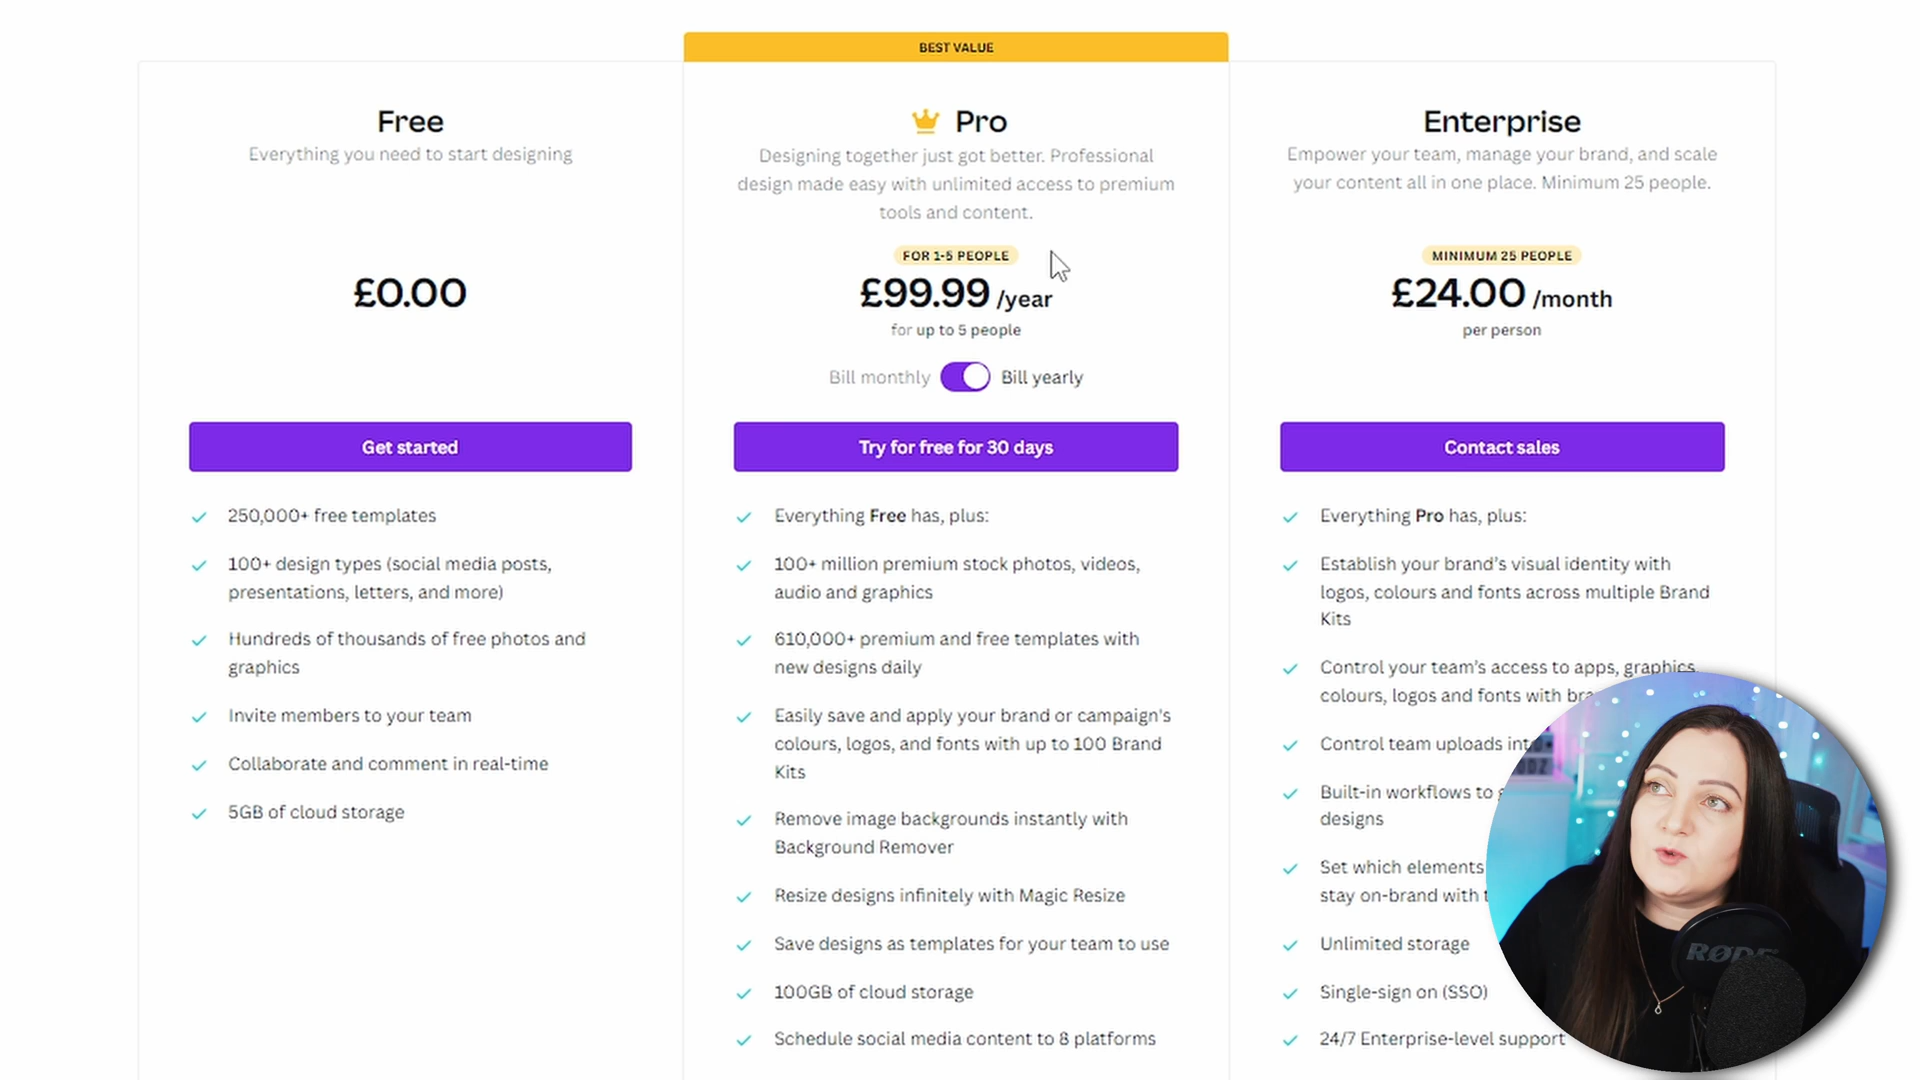 BEST VALUE
Free
Everything you need to start designing
£0.00
Get started
250,000+ free templates
100+ design types (social media posts,
presentations, letters, and more)
Hundreds of thousands of free photos and
graphics
Invite members to your team
Collaborate and comment in real-time
5GB of cloud storage
Pro
Designing together just got better. Professional
design made easy with unlimited access to premium
tools and content.
FOR 1-5 PEOPLE
£99.99 /year
for up to 5 people
Bill monthly
Bill yearly
Try for free for 30 days
Everything Free has, plus:
100+ million premium stock photos, videos,
audio and graphics
610,000+ premium and free templates with
new designs daily
Easily save and apply your brand or campaign's
colours, logos, and fonts with up to 100 Brand
Kits
Remove image backgrounds instantly with
Background Remover
Resize designs infinitely with Magic Resize
Save designs as templates for your team to use
100GB of cloud storage
Schedule social media content to 8 platforms
Enterprise
Empower your team, manage your brand, and scale
your content all in one place. Minimum 25 people.
MINIMUM 25 PEOPLE
£24.00 /month
per person
Contact sales
Everything Pro has, plus:
Establish your brand's visual identity with
logos, colours and fonts across multiple Brand
Kits
Control your team's access to apps, graphics,
colours, logos and fonts with
Control team uploads
Built-in workflows to
designs
Set which elements
stay on-brand with
Unlimited storage
Single-sign on (SSO)
24/7 Enterprise-level support
RØDE